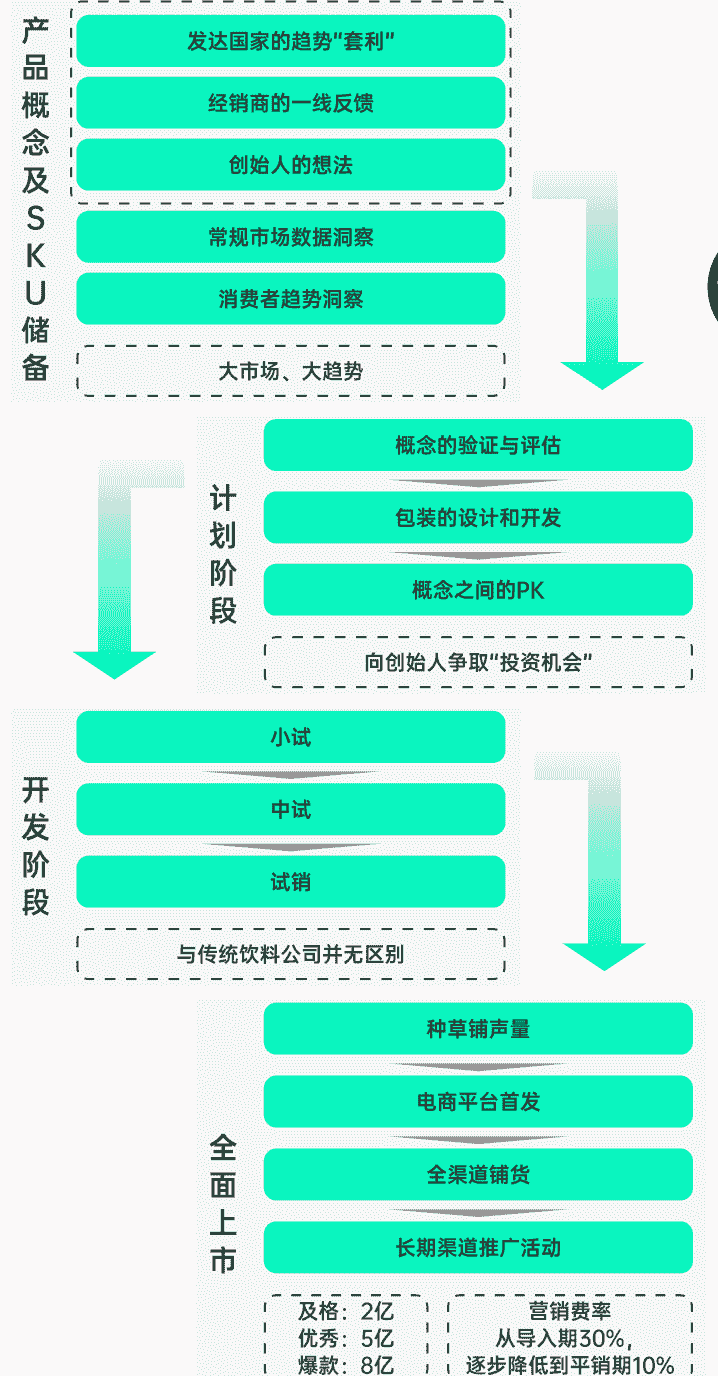 产品概念及SKU储备
发达国家的趋势“套利”
经销商的一线反馈
创始人的想法
常规市场数据洞察
消费者趋势洞察
大市场、大趋势
计划阶段
概念的验证与评估
包装的设计和开发
概念之间的PK
向创始人争取“投资机会”
开发阶段
小试
中试
试销
与传统饮料公司并无区别
全面上市
种草铺声量
电商平台首发
全渠道铺货
长期渠道推广活动
及格：2亿
优秀：5亿
爆款：8亿
营销费率
从导入期30%，
逐步降低到平销期10%